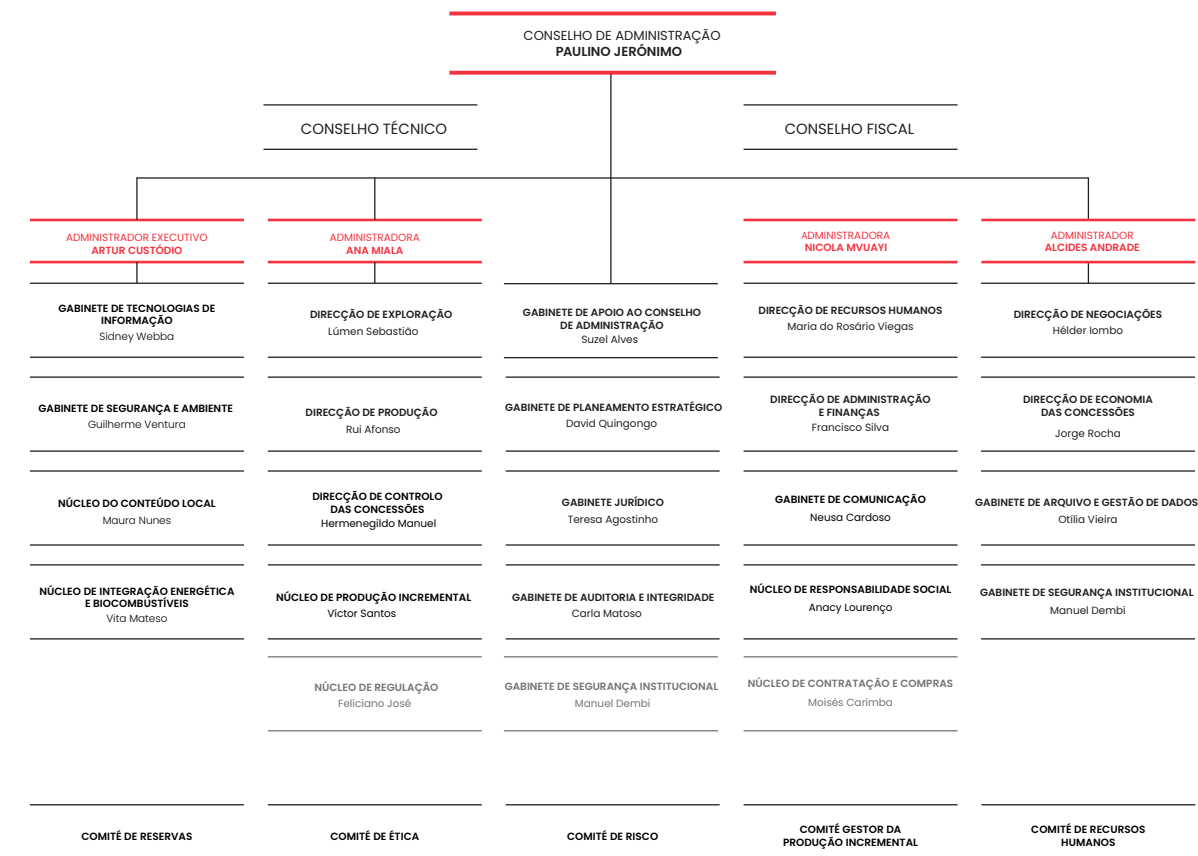 CONSELHO DE ADMINISTRAÇÃO
PAULINO JERÓNIMO
CONSELHO TÉCNICO
CONSELHO FISCAL
ADMINISTRADOR EXECUTIVO
ARTUR CUSTÓDIO
ADMINISTRADORA
ANA MIALA
ADMINISTRADORA
NICOLA MVUAYI
ADMINISTRADOR
ALCIDES ANDRADE
GABINETE DE TECNOLOGIAS DE
INFORMAÇÃO
Sidney Webba
DIRECÇÃO DE EXPLORAÇÃO
Lúmen Sebastião
GABINETE DE APOIO AO CONSELHO
DE ADMINISTRAÇÃO
Suzel Alves
DIRECÇÃO DE RECURSOS HUMANOS
Maria do Rosário Viegas
DIRECÇÃO DE NEGOCIAÇÕES
Hélder Iombo
GABINETE DE SEGURANÇA E AMBIENTE
Guilherme Ventura
DIRECÇÃO DE PRODUÇÃO
Rui Afonso
GABINETE DE PLANEAMENTO ESTRATÉGICO
David Quingongo
DIRECÇÃO DE ADMINISTRAÇÃO
E FINANÇAS
Francisco Silva
DIRECÇÃO DE ECONOMIA
DAS CONCESSÕES
Jorge Rocha
NÚCLEO DO CONTEÚDO LOCAL
Maura Nunes
DIRECÇÃO DE CONTROLO
DAS CONCESSÕES
Hermenegildo Manuel
GABINETE JURÍDICO
Teresa Agostinho
GABINETE DE COMUNICAÇÃO
Neusa Cardoso
GABINETE DE ARQUIVO E GESTÃO DE DADOS
Otília Vieira
NÚCLEO DE INTEGRAÇÃO ENERGÉTICA
E BIOCOMBUSTÍVEIS
Vita Mateso
NÚCLEO DE PRODUÇÃO INCREMENTAL
Víctor Santos
GABINETE DE AUDITORIA E INTEGRIDADE
Carla Matoso
NÚCLEO DE RESPONSABILIDADE SOCIAL
Anacy Lourenço
GABINETE DE SEGURANÇA INSTITUCIONAL
Manuel Dembi
NÚCLEO DE REGULAÇÃO
Feliciano José
GABINETE DE SEGURANÇA INSTITUCIONAL
Manuel Dembi
NÚCLEO DE CONTRATAÇÃO E COMPRAS
Moisés Carimba
COMITÉ DE RESERVAS
COMITÉ DE ÉTICA
COMITÉ DE RISCO
COMITÉ GESTOR DA
PRODUÇÃO INCREMENTAL
COMITÉ DE RECURSOS
HUMANOS